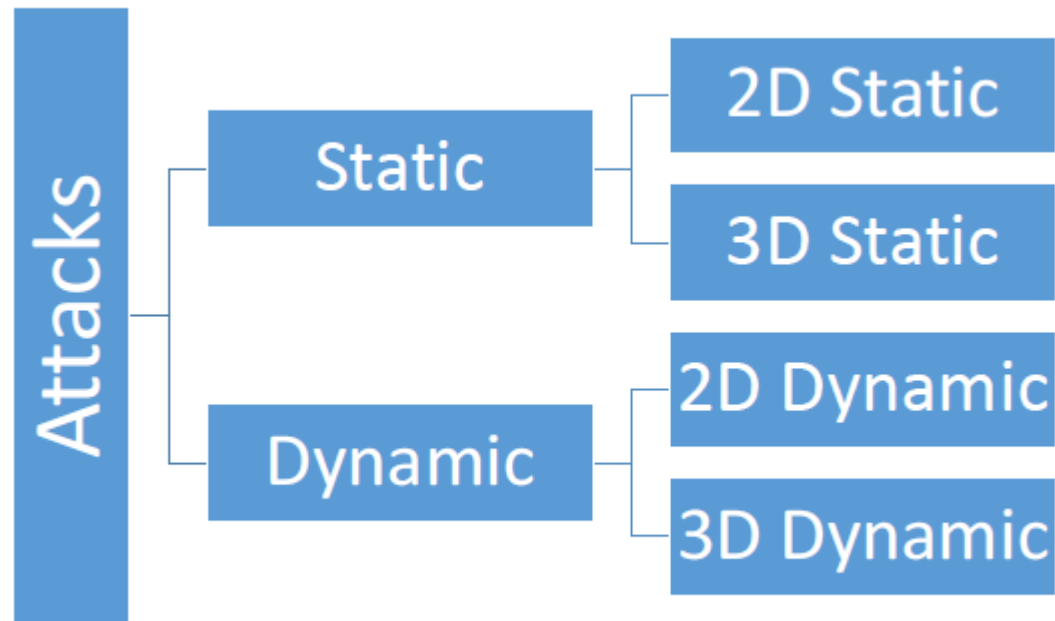 Attacks
Static
2D Static
3D Static
Dynamic
2D Dynamic
3D Dynamic